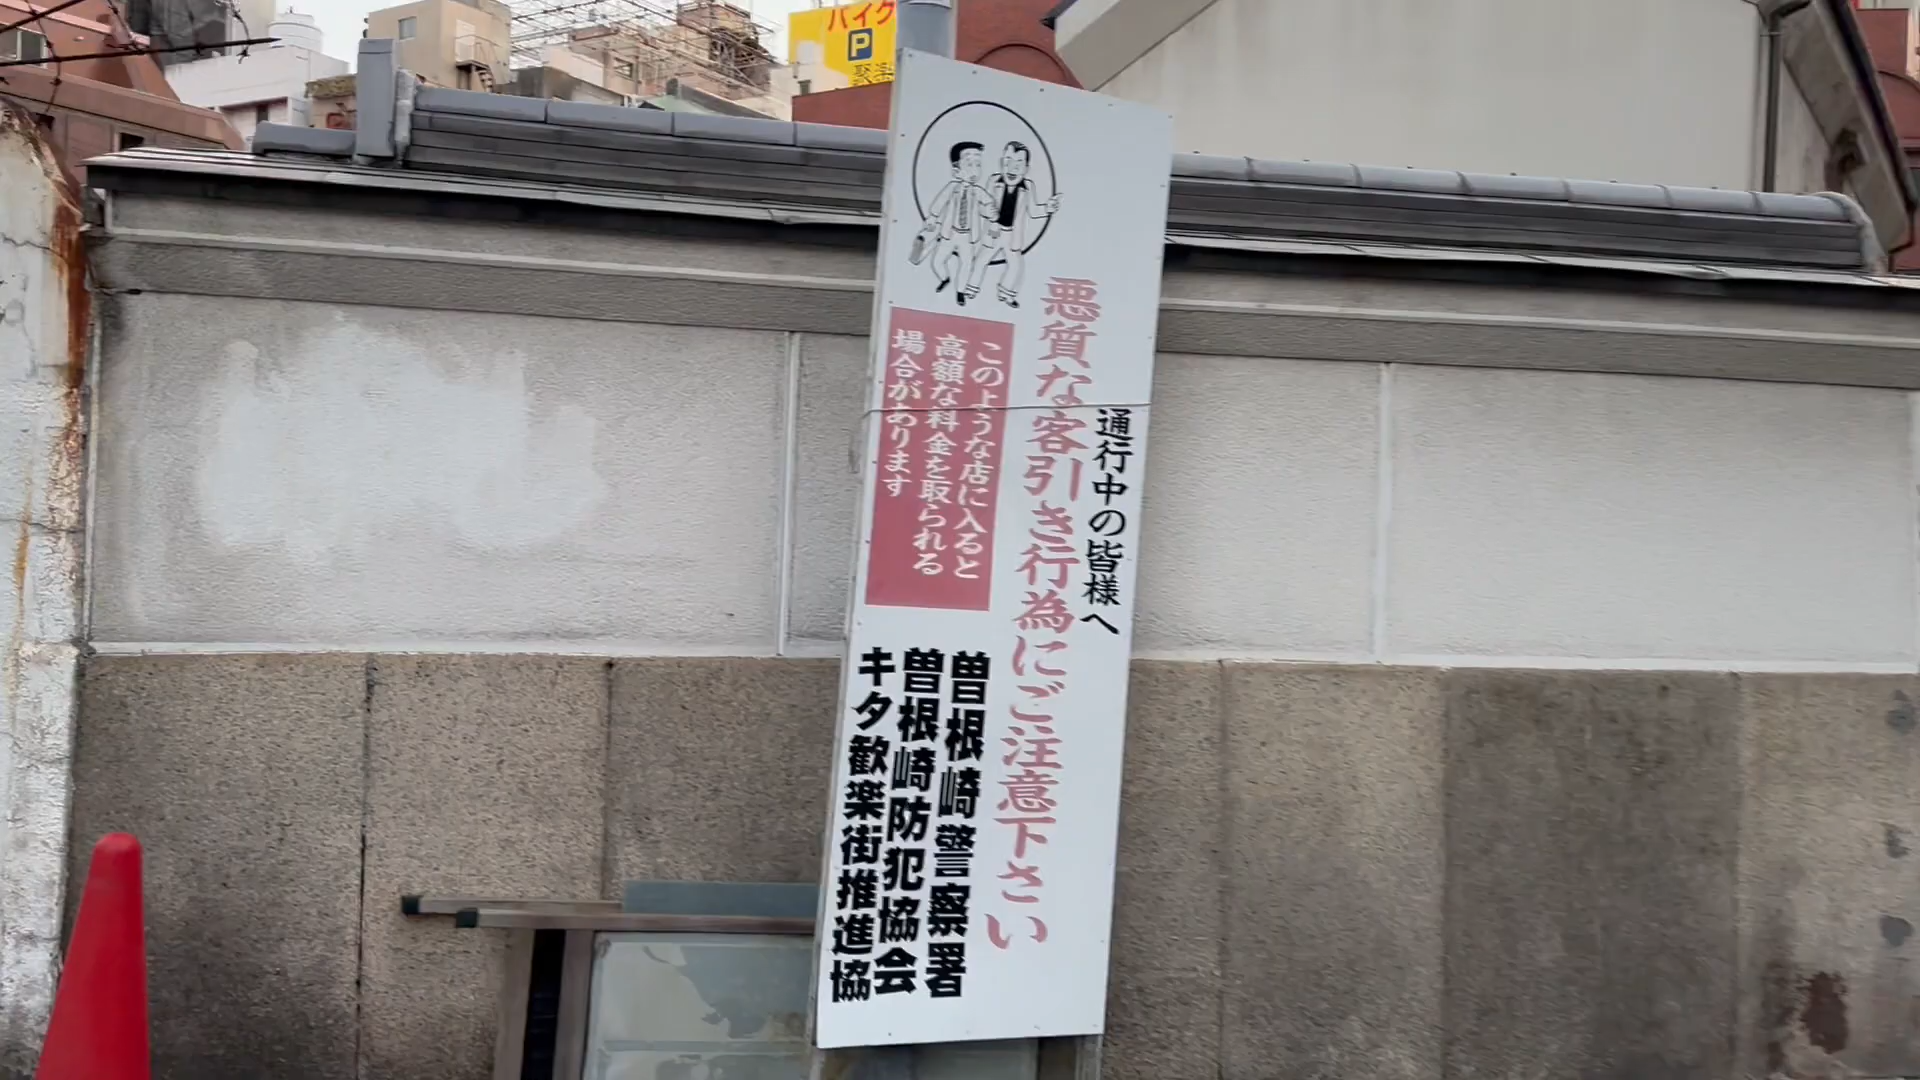 バイク
P
聚楽
通行中の皆様へ
悪質な客引き行為にご注意下さい
このような店に入ると
高額な料金を取られる
場合があります
曽根崎警察署
曽根崎防犯協会
キタ歓楽街推進協